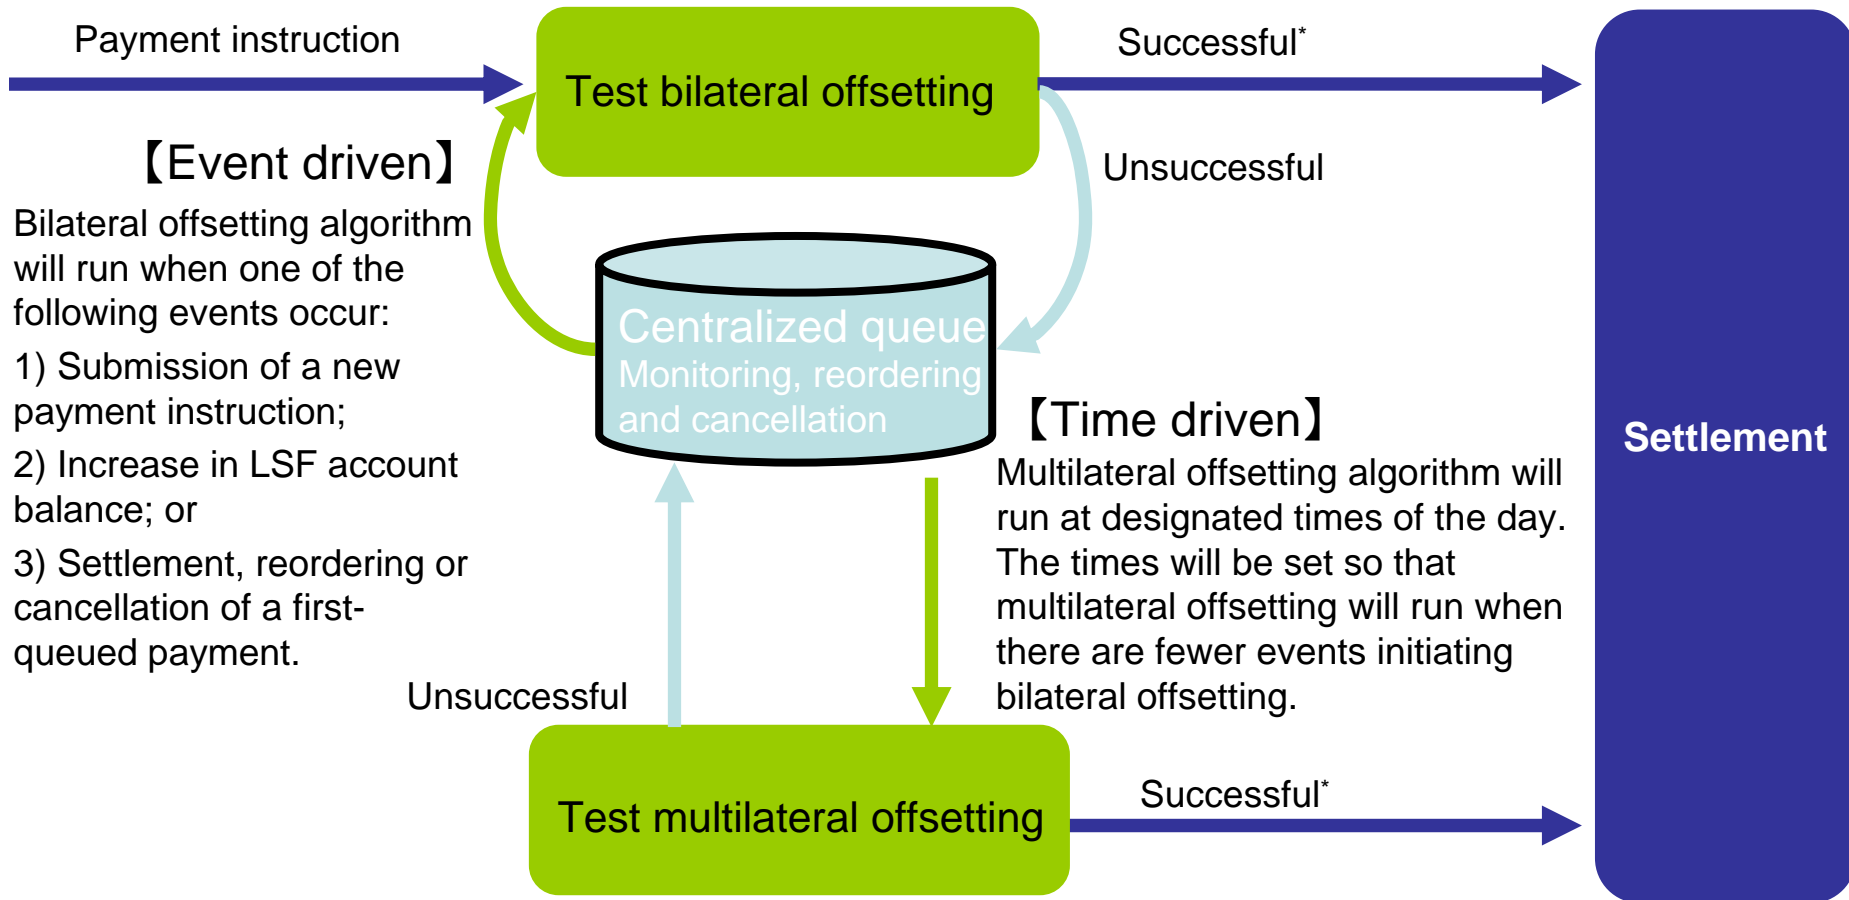 Payment instruction
Test bilateral offsetting
Successful*
Unsuccessful
【Event driven】
Bilateral offsetting algorithm
will run when one of the
following events occur:
1) Submission of a new
payment instruction;
2) Increase in LSF account
balance; or
3) Settlement, reordering or
cancellation of a first-
queued payment.
Centralized queue
Monitoring, reordering
and cancellation
【Time driven】
Multilateral offsetting algorithm will
run at designated times of the day.
The times will be set so that
multilateral offsetting will run when
there are fewer events initiating
bilateral offsetting.
Settlement
Unsuccessful
Test multilateral offsetting
Successful*